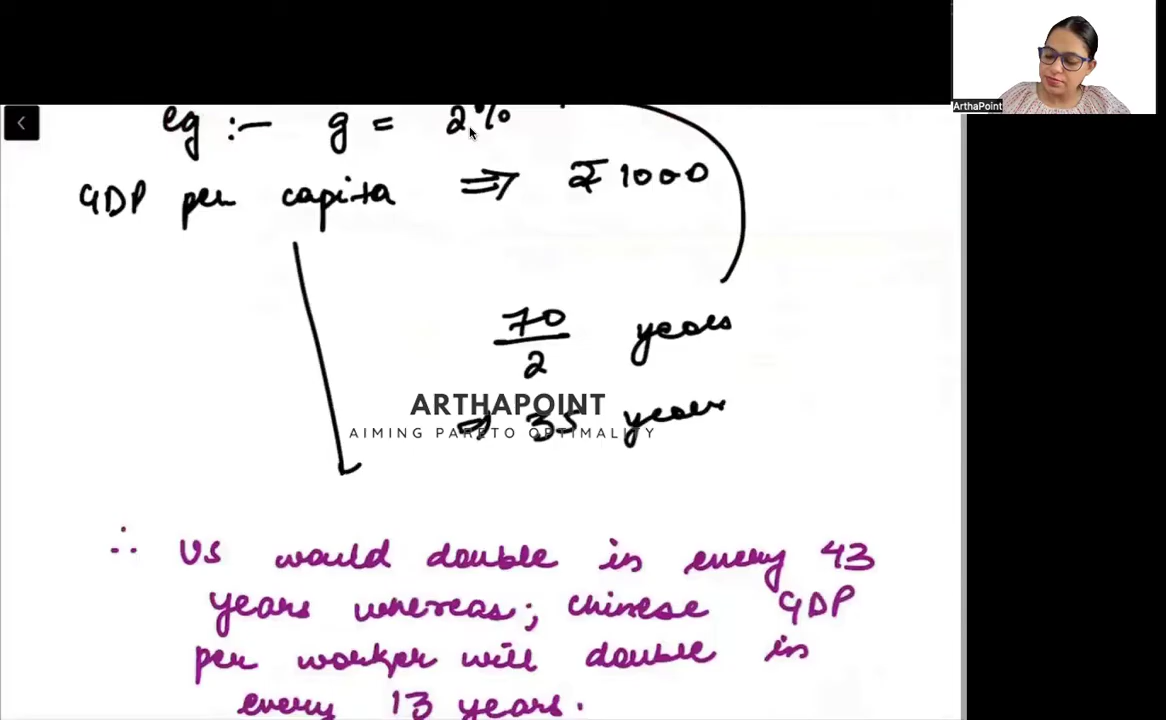 ArthaPoint
eg :- g = 2%
GDP per capita ⇒ ₹ 1000
70/2 years
ARTHAPOINT
AIMING PARETO OPTIMALITY
⇒ 35 years
∴ US would double in every 43
years whereas; chinese GDP
per worker will double in
every 13 years.